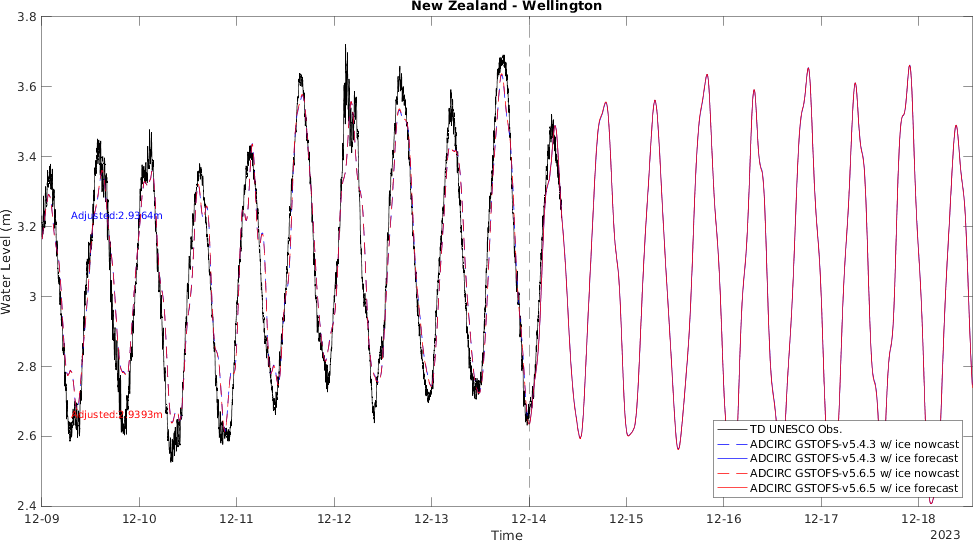 New Zealand - Wellington
3.8
3.6
3.4
3.2
3
2.8
2.6
2.4
Water Level (m)
Adjusted:2.9364m
Adjusted:2.9393m
TD UNESCO Obs.
ADCIRC GSTOFS-v5.4.3 w/ ice nowcast
ADCIRC GSTOFS-v5.4.3 w/ ice forecast
ADCIRC GSTOFS-v5.6.5 w/ ice nowcast
ADCIRC GSTOFS-v5.6.5 w/ ice forecast
12-09 12-10 12-11 12-12 12-13 12-14 12-15 12-16 12-17 12-18
Time
2023